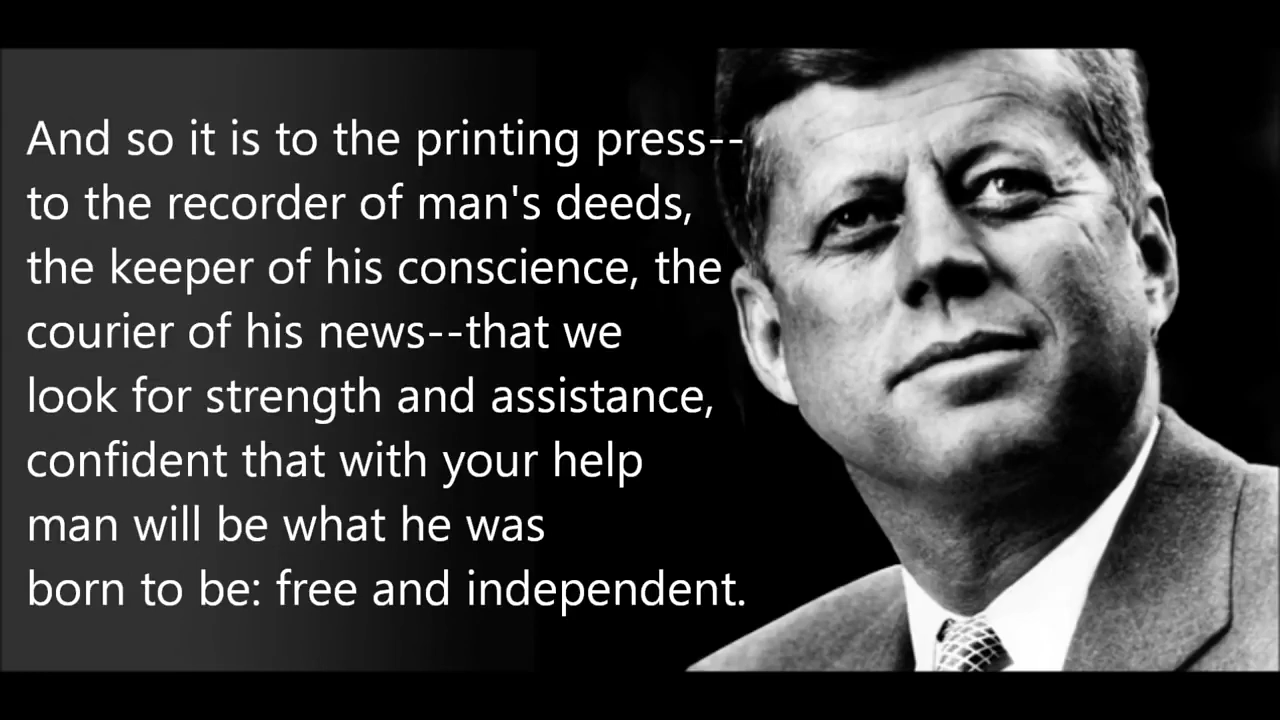 And so it is to the printing press--
to the recorder of man's deeds,
the keeper of his conscience, the
courier of his news--that we
look for strength and assistance,
confident that with your help
man will be what he was
born to be: free and independent.